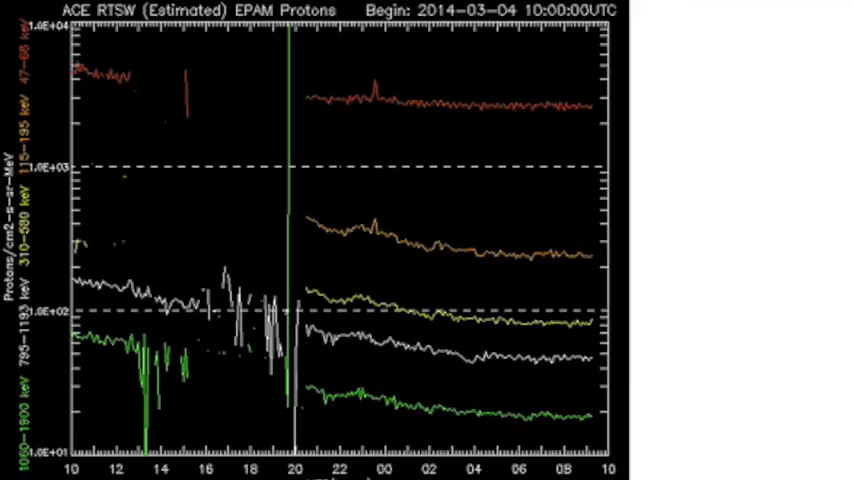 ACE RTSW (Estimated) EPAM Protons Begin: 2014-03-04 10:00:00UTC
Protons/cm2-s-sr-MeV
1060-1900 keV 795-1193 keV 310-580 keV 115-195 keV 47-68 keV
1.0E+04
1.0E+03
1.0E+02
1.0E+01
10 12 14 16 18 20 22 00 02 04 06 08 10